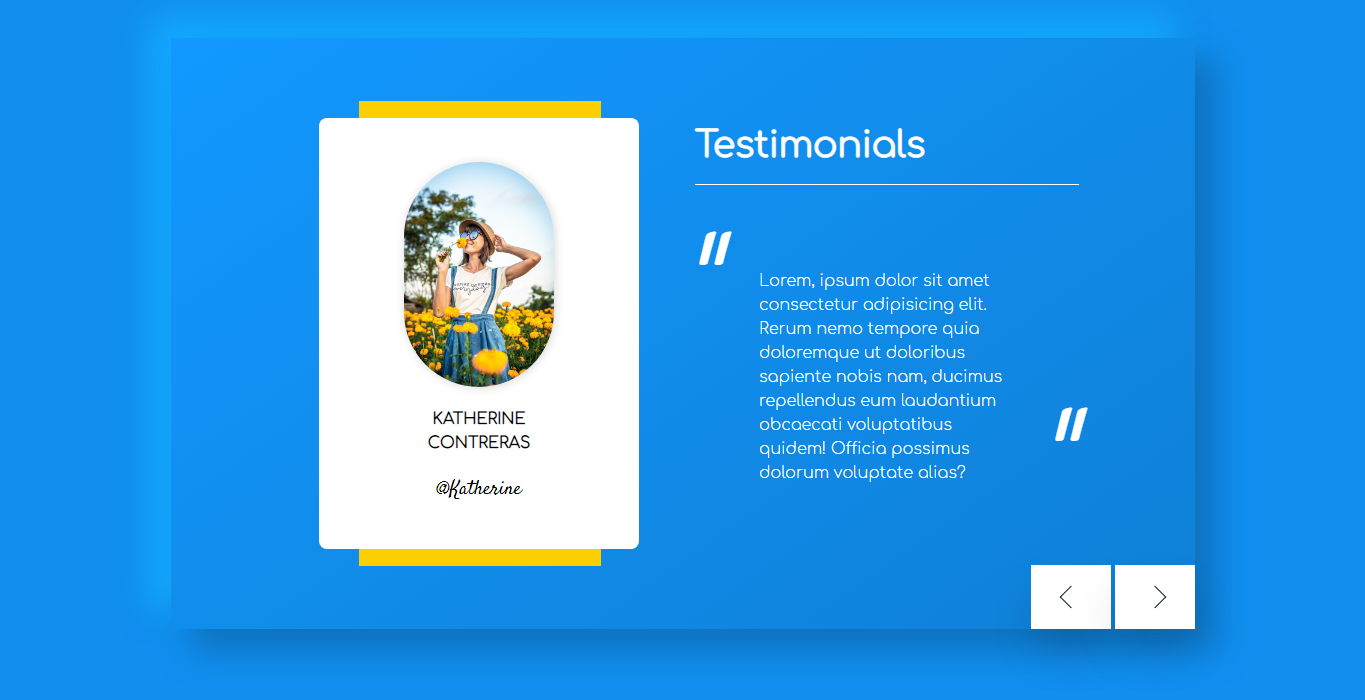 Testimonials
"
Lorem, ipsum dolor sit amet
consectetur adipisicing elit.
Rerum nemo tempore quia
doloremque ut doloribus
sapiente nobis nam, ducimus
repellendus eum laudantium
obcaecati voluptatibus
quidem! Officia possimus
dolorum voluptate alias?
"
KATHERINE
CONTRERAS
@Katherine